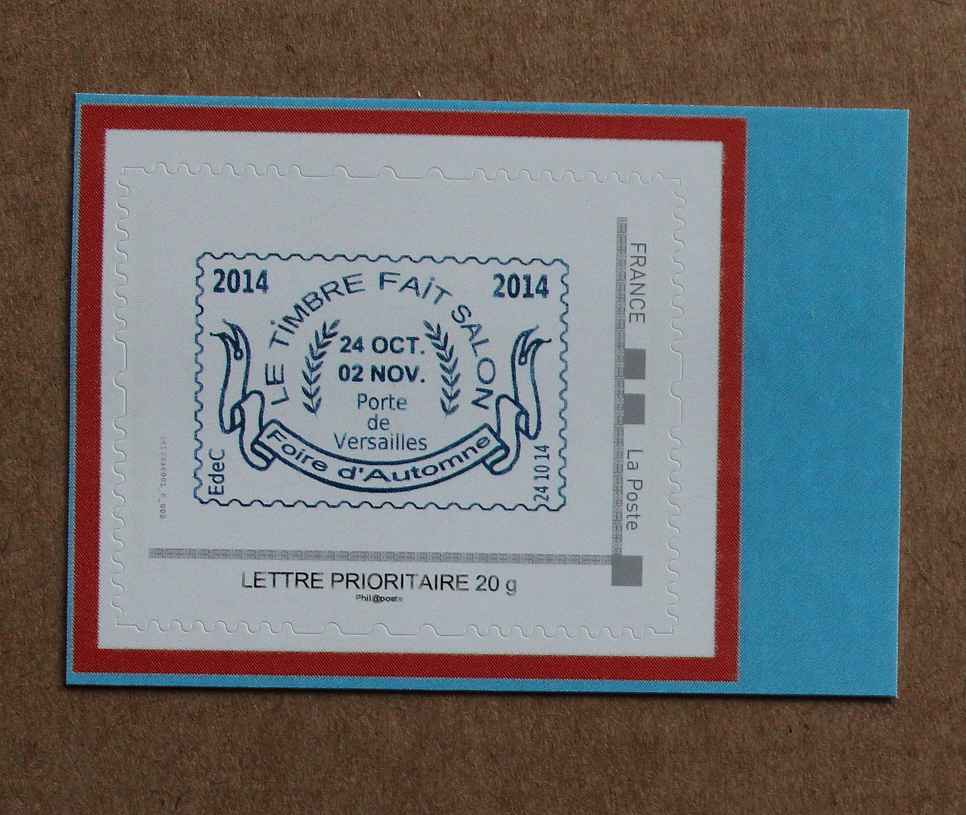 2014
2014
LE TiMBRE FAiT SALON
24 OCT.
02 NOV.
Porte
de
Versailles
Foire d'Automne
EdeC
24 10 14
FRANCE
La Poste
LETTRE PRIORITAIRE 20 g
Phil@poste